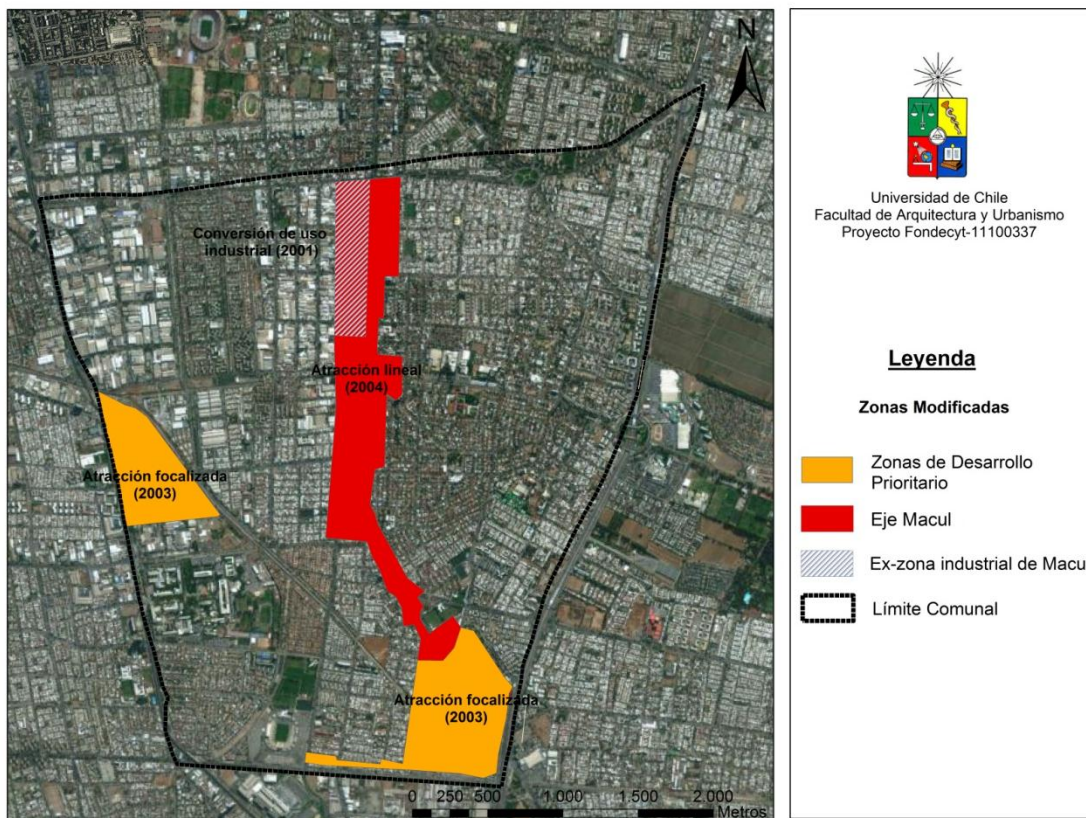 N
Conversión de uso
industrial (2001)
Atracción lineal
(2004)
Atracción focalizada
(2003)
Atracción focalizada
(2003)
0 250 500 1.000 1.500 2.000
Metros
Universidad de Chile
Facultad de Arquitectura y Urbanismo
Proyecto Fondecyt-11100337
Leyenda
Zonas Modificadas
Zonas de Desarrollo
Prioritario
Eje Macul
Ex-zona industrial de Macu
Límite Comunal